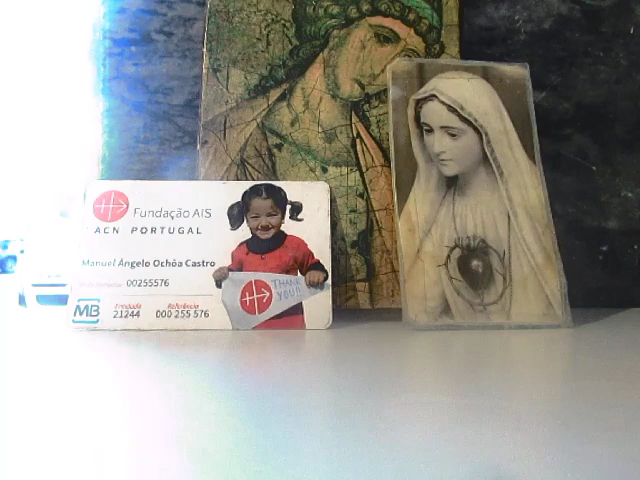 Fundação AIS
ACN PORTUGAL
Manuel Ângelo Ochôa Castro
00255576
Entidade Referência
MB 21244 000 255 576
THANK
YOU!!